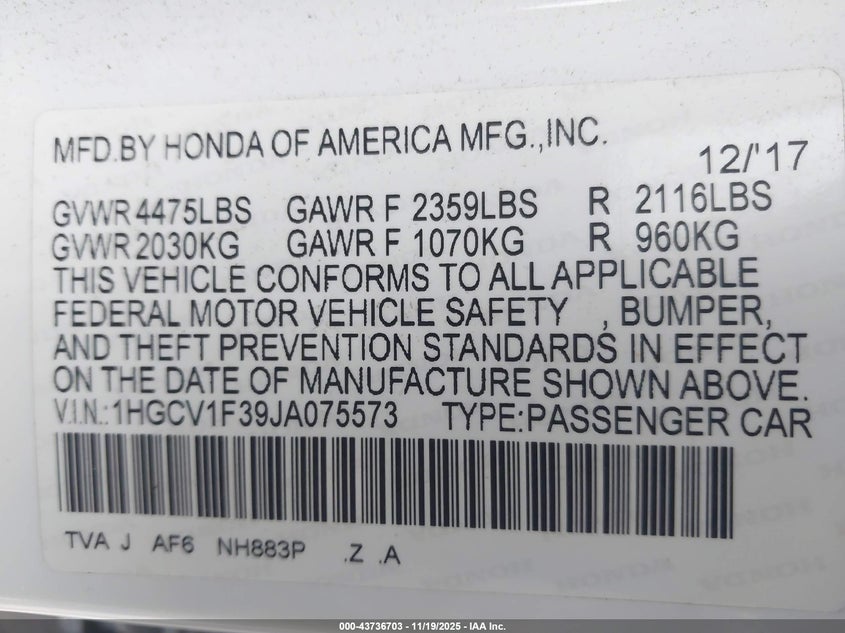 MFD.BY HONDA OF AMERICA MFG.,INC. 12/'17
GVWR 4475LBS GAWR F 2359LBS R 2116LBS
GVWR 2030KG GAWR F 1070KG R 960KG
THIS VEHICLE CONFORMS TO ALL APPLICABLE
FEDERAL MOTOR VEHICLE SAFETY , BUMPER,
AND THEFT PREVENTION STANDARDS IN EFFECT
ON THE DATE OF MANUFACTURE SHOWN ABOVE.
V.I.N.:1HGCV1F39JA075573 TYPE:PASSENGER CAR
TVA J AF6 NH883P .Z .A
000-43736703 - 11/19/2025 - IAA Inc.